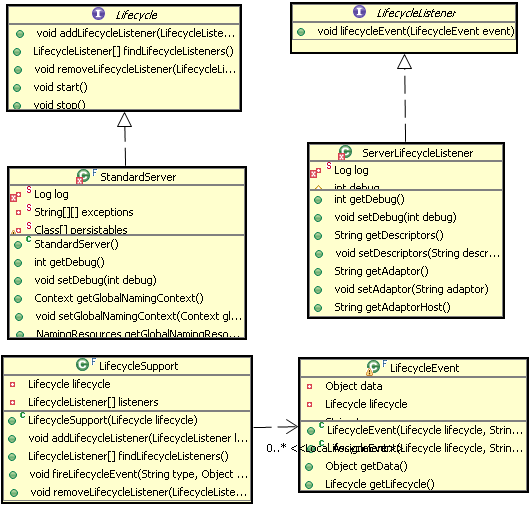 Lifecycle
void addLifecycleListener(LifecycleListe...
LifecycleListener[] findLifecycleListeners()
void removeLifecycleListener(LifecycleLi...
void start()
void stop()
LifecycleListener
void lifecycleEvent(LifecycleEvent event)
F
StandardServer
S Log log
S String[][] exceptions
S Class[] persistables
C StandardServer()
int getDebug()
void setDebug(int debug)
Context getGlobalNamingContext()
void setGlobalNamingContext(Context gl...
NamingResources getGlobalNamingReso...
ServerLifecycleListener
S Log log
int debug
int getDebug()
void setDebug(int debug)
String getDescriptors()
void setDescriptors(String descr...
String getAdaptor()
void setAdaptor(String adaptor)
String getAdaptorHost()
F
LifecycleSupport
Lifecycle lifecycle
LifecycleListener[] listeners
C LifecycleSupport(Lifecycle lifecycle)
void addLifecycleListener(LifecycleListener l...
LifecycleListener[] findLifecycleListeners()
void fireLifecycleEvent(String type, Object ...
void removeLifecycleListener(LifecycleListe...
F
LifecycleEvent
Object data
Lifecycle lifecycle
C LifecycleEvent(Lifecycle lifecycle, Strin...
C LifecycleEvent(Lifecycle lifecycle, Strin...
0..* <<LocalAssignment>>
Object getData()
Lifecycle getLifecycle()